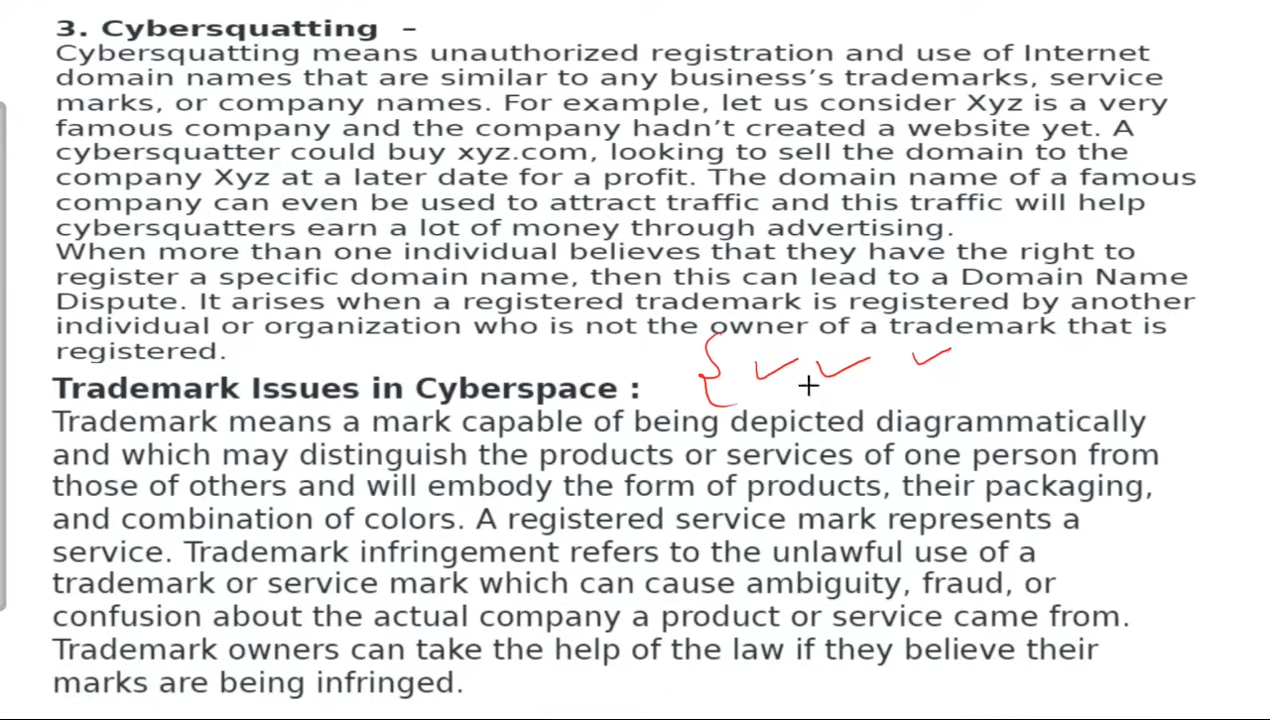 3. Cybersquatting –
Cybersquatting means unauthorized registration and use of Internet
domain names that are similar to any business’s trademarks, service
marks, or company names. For example, let us consider Xyz is a very
famous company and the company hadn’t created a website yet. A
cybersquatter could buy xyz.com, looking to sell the domain to the
company Xyz at a later date for a profit. The domain name of a famous
company can even be used to attract traffic and this traffic will help
cybersquatters earn a lot of money through advertising.
When more than one individual believes that they have the right to
register a specific domain name, then this can lead to a Domain Name
Dispute. It arises when a registered trademark is registered by another
individual or organization who is not the owner of a trademark that is
registered.
Trademark Issues in Cyberspace :
Trademark means a mark capable of being depicted diagrammatically
and which may distinguish the products or services of one person from
those of others and will embody the form of products, their packaging,
and combination of colors. A registered service mark represents a
service. Trademark infringement refers to the unlawful use of a
trademark or service mark which can cause ambiguity, fraud, or
confusion about the actual company a product or service came from.
Trademark owners can take the help of the law if they believe their
marks are being infringed.